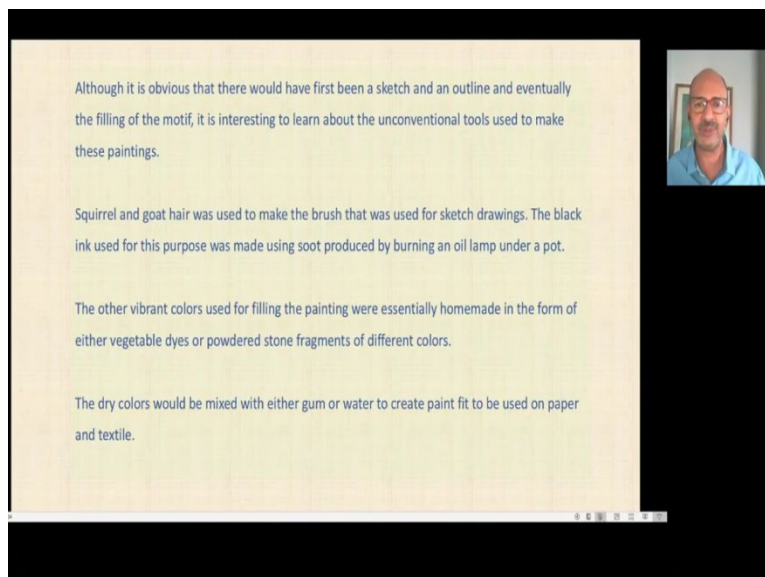 Although it is obvious that there would have first been a sketch and an outline and eventually
the filling of the motif, it is interesting to learn about the unconventional tools used to make
these paintings.
Squirrel and goat hair was used to make the brush that was used for sketch drawings. The black
ink used for this purpose was made using soot produced by burning an oil lamp under a pot.
The other vibrant colors used for filling the painting were essentially homemade in the form of
either vegetable dyes or powdered stone fragments of different colors.
The dry colors would be mixed with either gum or water to create paint fit to be used on paper
and textile.